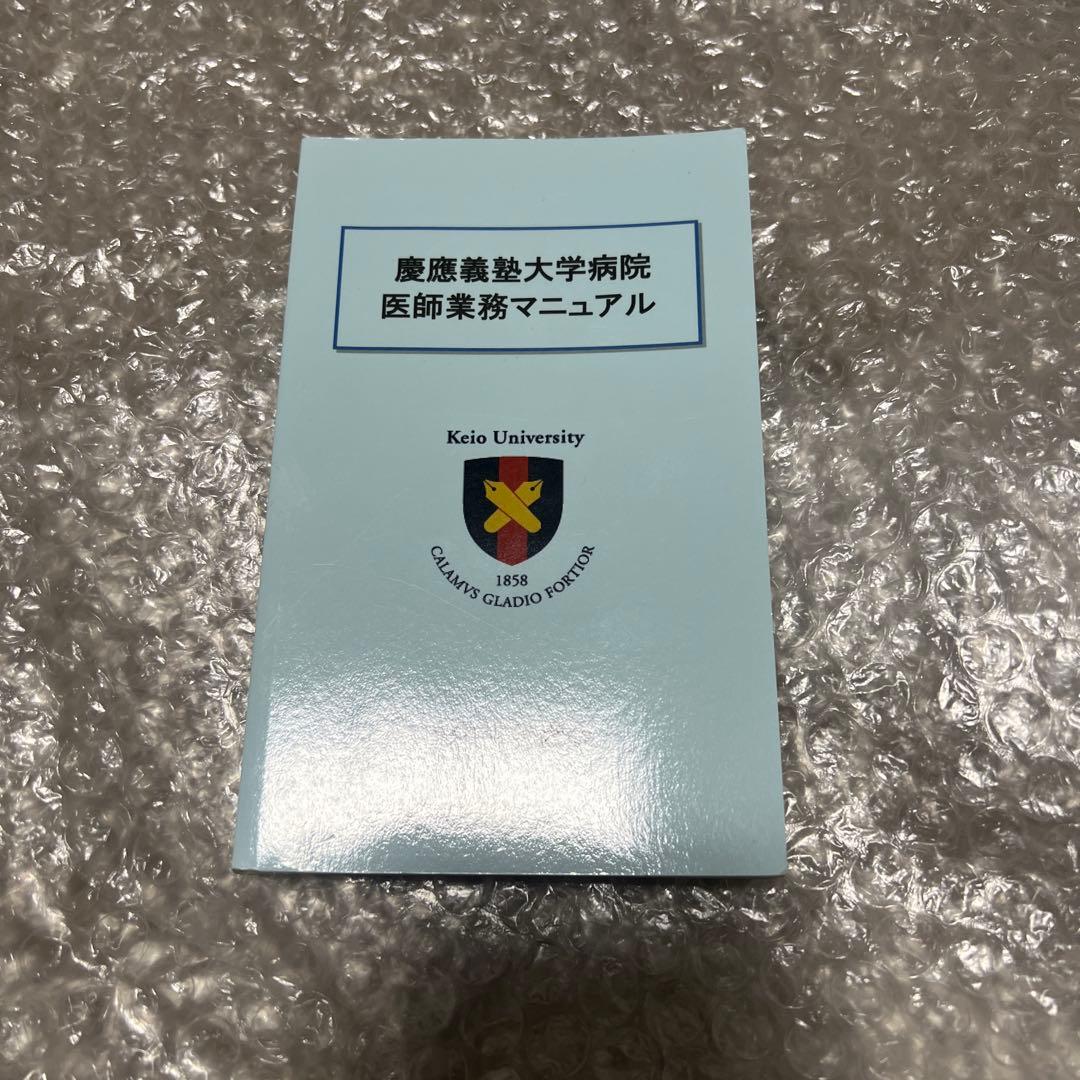 慶應義塾大学病院
医師業務マニュアル
Keio University
1858
CALAMVS GLADIO FORTIOR